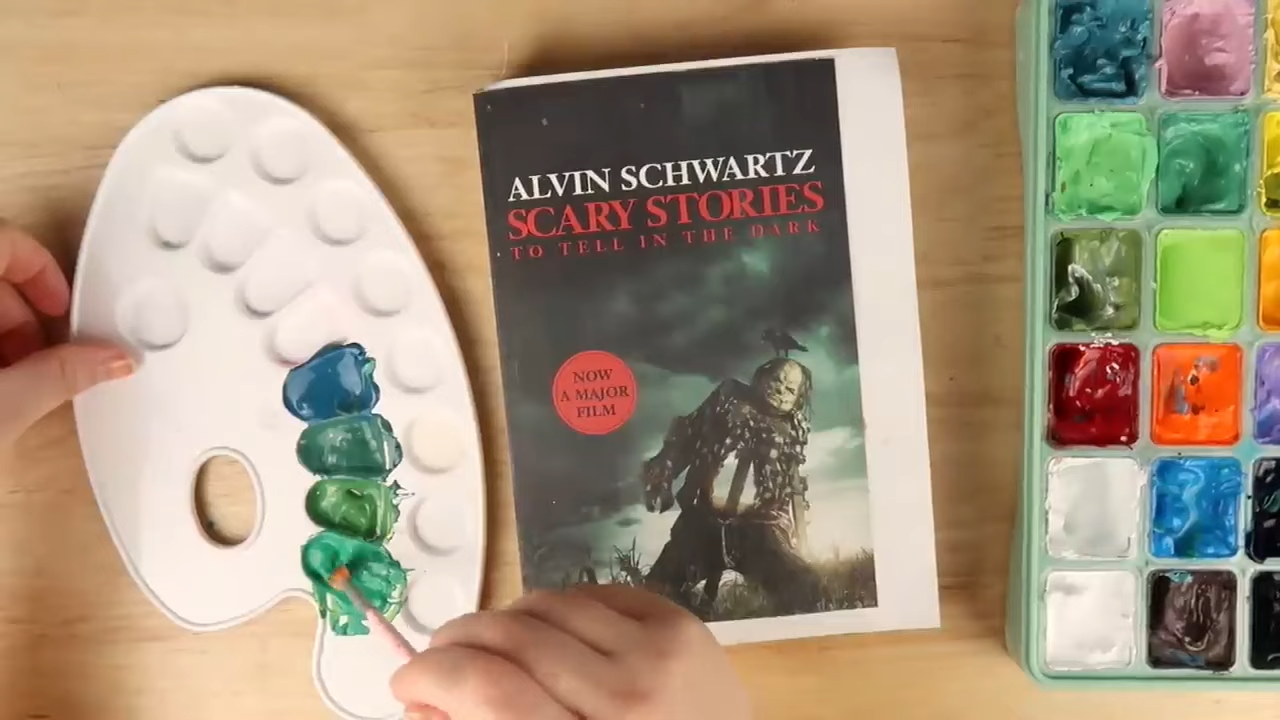 ALVIN SCHWARTZ
SCARY STORIES
TO TELL IN THE DARK
NOW
A MAJOR
FILM